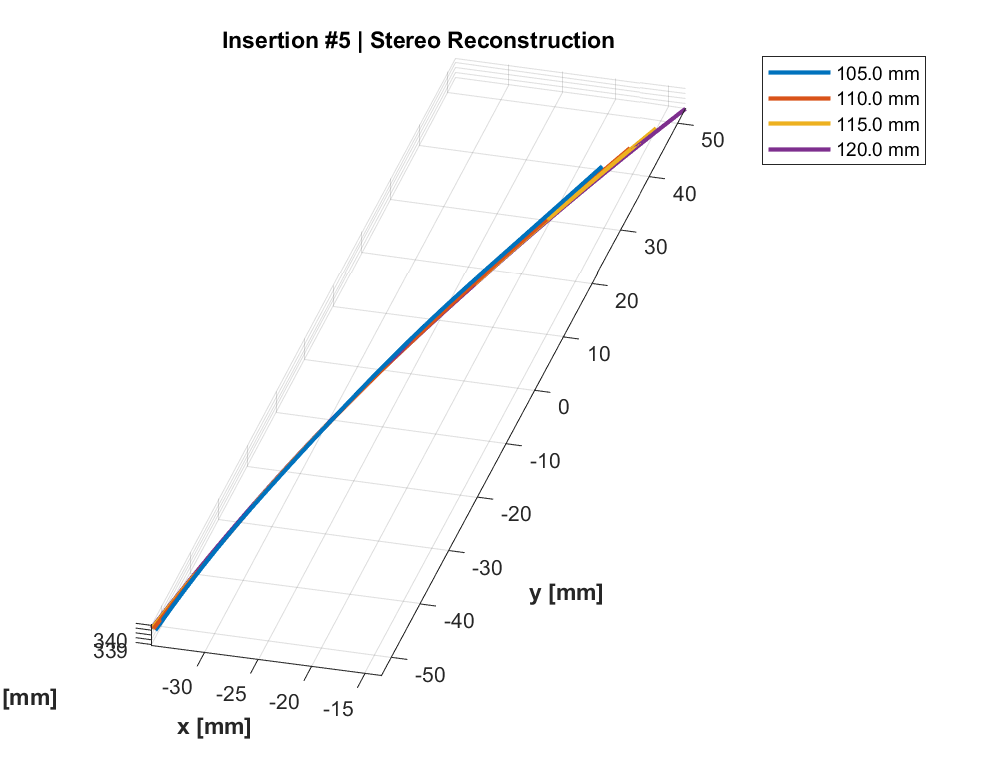 Insertion #5 | Stereo Reconstruction
105.0 mm
110.0 mm
115.0 mm
120.0 mm
50
40
30
20
10
0
-10
-20
-30
-40
-50
y [mm]
340
339
-30
-25
-20
-15
[mm]
x [mm]